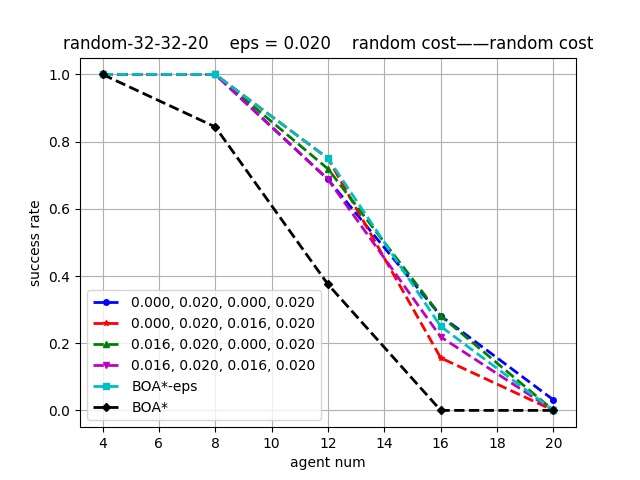 random-32-32-20    eps = 0.020    random cost——random cost
1.0
0.8
0.6
0.4
0.2
0.0
success rate
0.000, 0.020, 0.000, 0.020
0.000, 0.020, 0.016, 0.020
0.016, 0.020, 0.000, 0.020
0.016, 0.020, 0.016, 0.020
BOA*-eps
BOA*
4 6 8 10 12 14 16 18 20
agent num